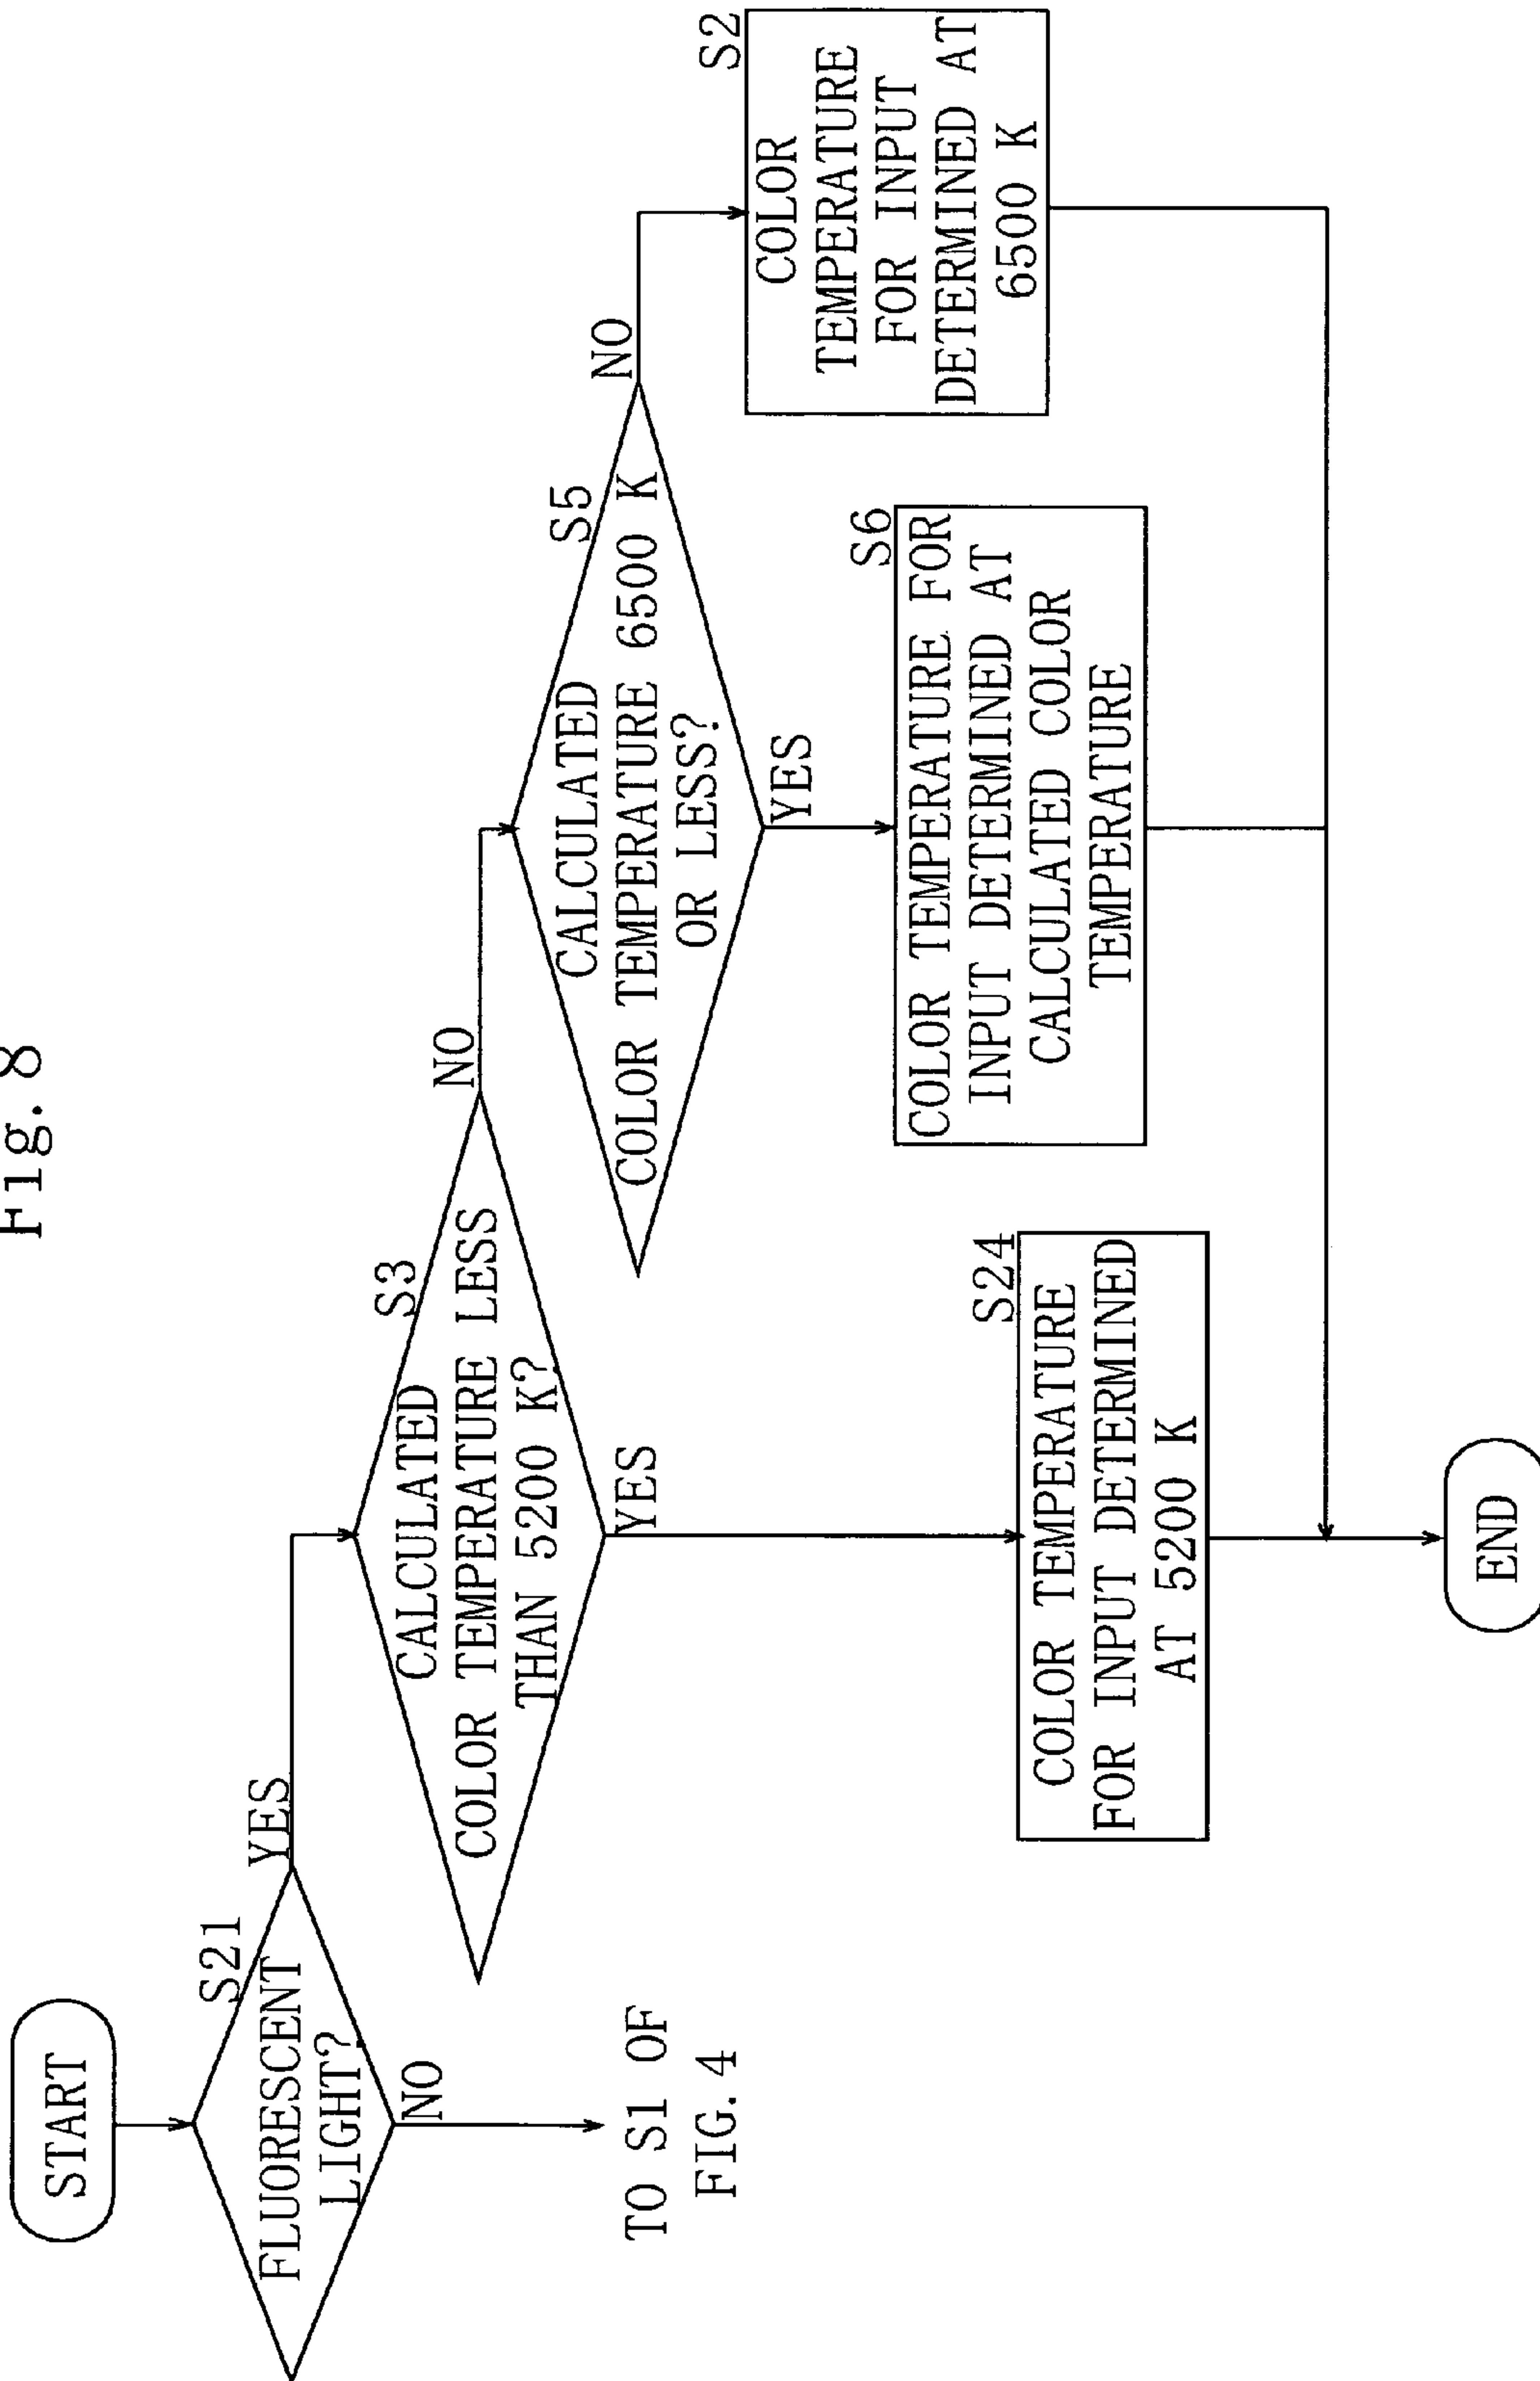 Fig. 8
START
S21
FLUORESCENT
LIGHT?
YES
NO
TO S1 OF
FIG. 4
S3
CALCULATED
COLOR TEMPERATURE LESS
THAN 5200 K?
NO
YES
S5
CALCULATED
COLOR TEMPERATURE 6500 K
OR LESS?
NO
YES
S24
COLOR TEMPERATURE
FOR INPUT DETERMINED
AT 5200 K
S6
COLOR TEMPERATURE FOR
INPUT DETERMINED AT
CALCULATED COLOR
TEMPERATURE
S2
COLOR
TEMPERATURE
FOR INPUT
DETERMINED AT
6500 K
END